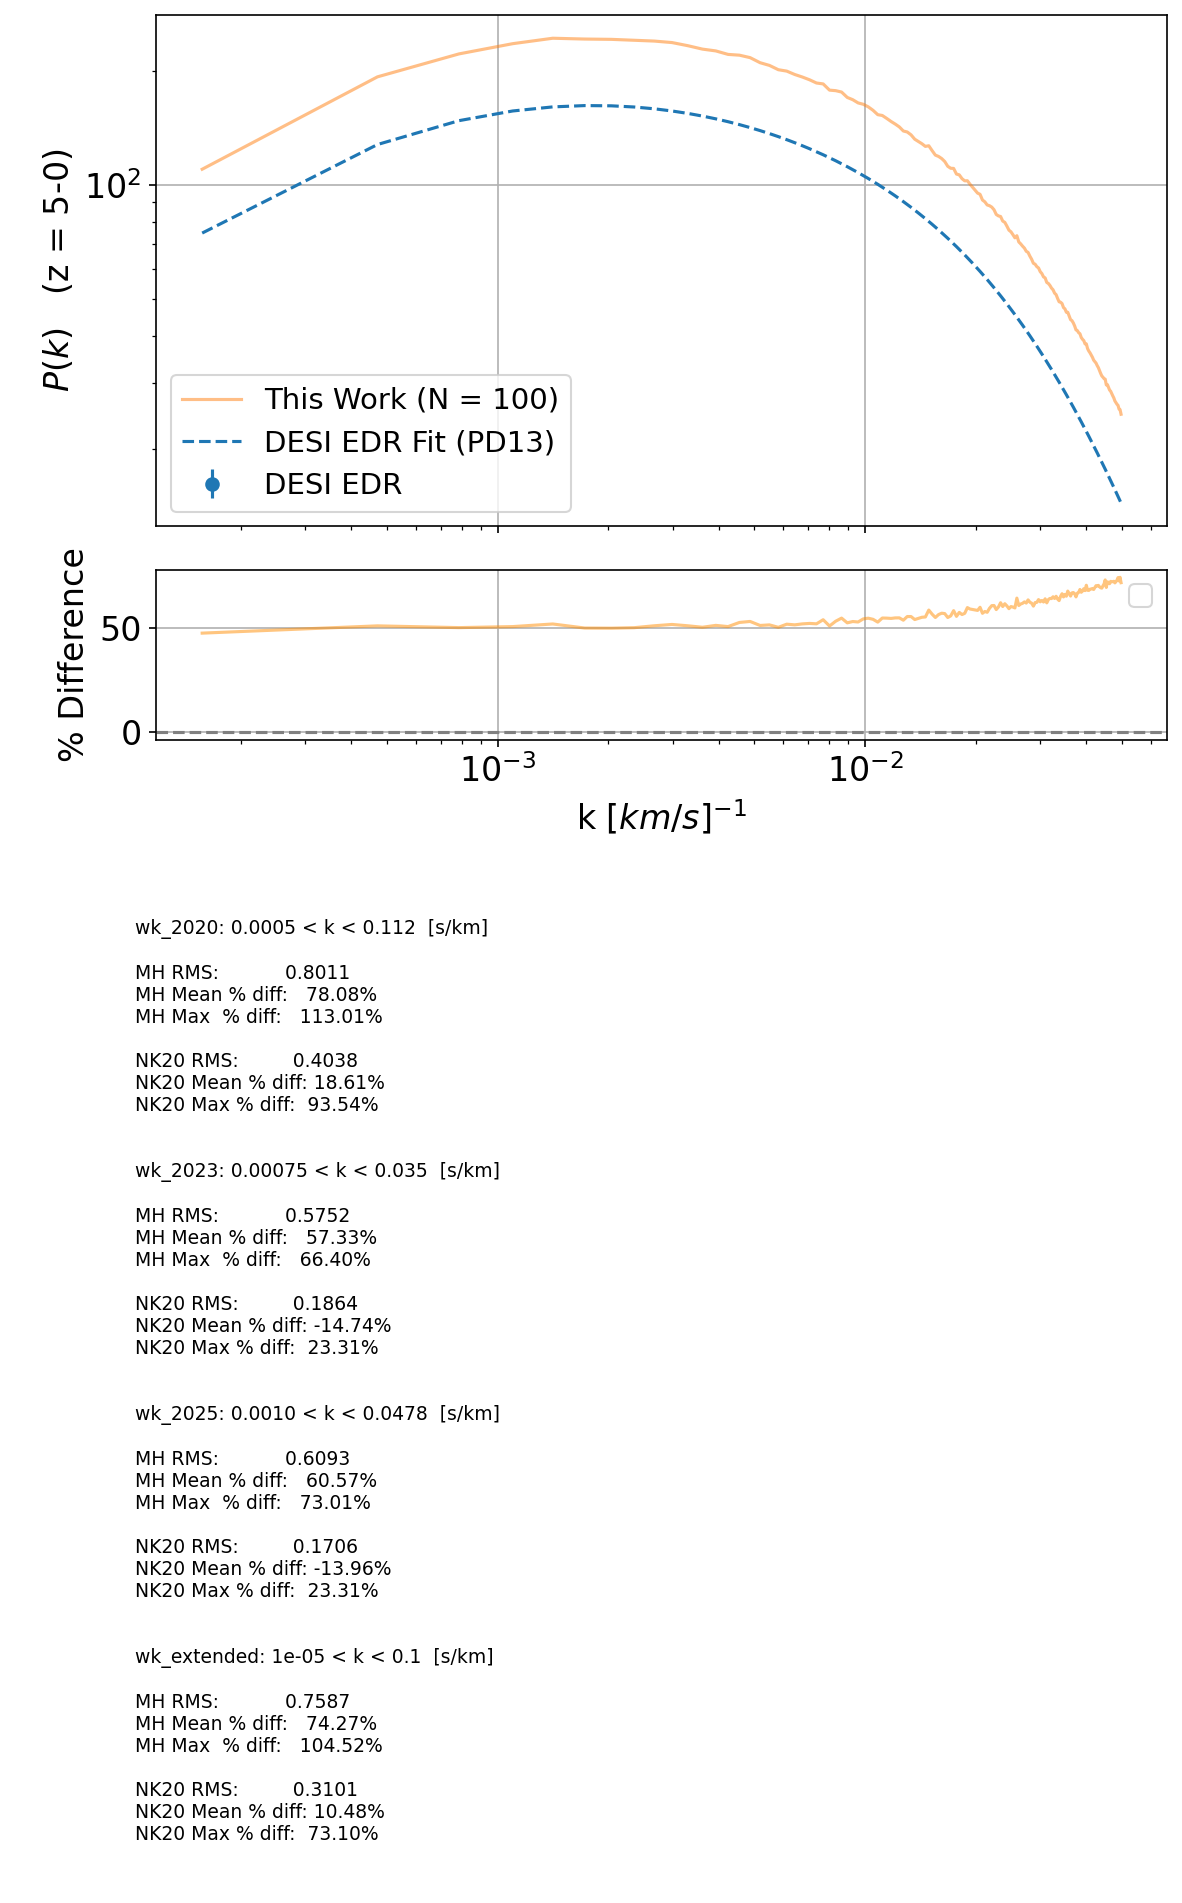 P(k) (z = 5-0)
10²
This Work (N = 100)
DESI EDR Fit (PD13)
DESI EDR
% Difference
50
0
10⁻³ 10⁻²
k [km/s]⁻¹
wk_2020: 0.0005 < k < 0.112 [s/km]
MH RMS: 0.8011
MH Mean % diff: 78.08%
MH Max % diff: 113.01%
NK20 RMS: 0.4038
NK20 Mean % diff: 18.61%
NK20 Max % diff: 93.54%
wk_2023: 0.00075 < k < 0.035 [s/km]
MH RMS: 0.5752
MH Mean % diff: 57.33%
MH Max % diff: 66.40%
NK20 RMS: 0.1864
NK20 Mean % diff: -14.74%
NK20 Max % diff: 23.31%
wk_2025: 0.0010 < k < 0.0478 [s/km]
MH RMS: 0.6093
MH Mean % diff: 60.57%
MH Max % diff: 73.01%
NK20 RMS: 0.1706
NK20 Mean % diff: -13.96%
NK20 Max % diff: 23.31%
wk_extended: 1e-05 < k < 0.1 [s/km]
MH RMS: 0.7587
MH Mean % diff: 74.27%
MH Max % diff: 104.52%
NK20 RMS: 0.3101
NK20 Mean % diff: 10.48%
NK20 Max % diff: 73.10%